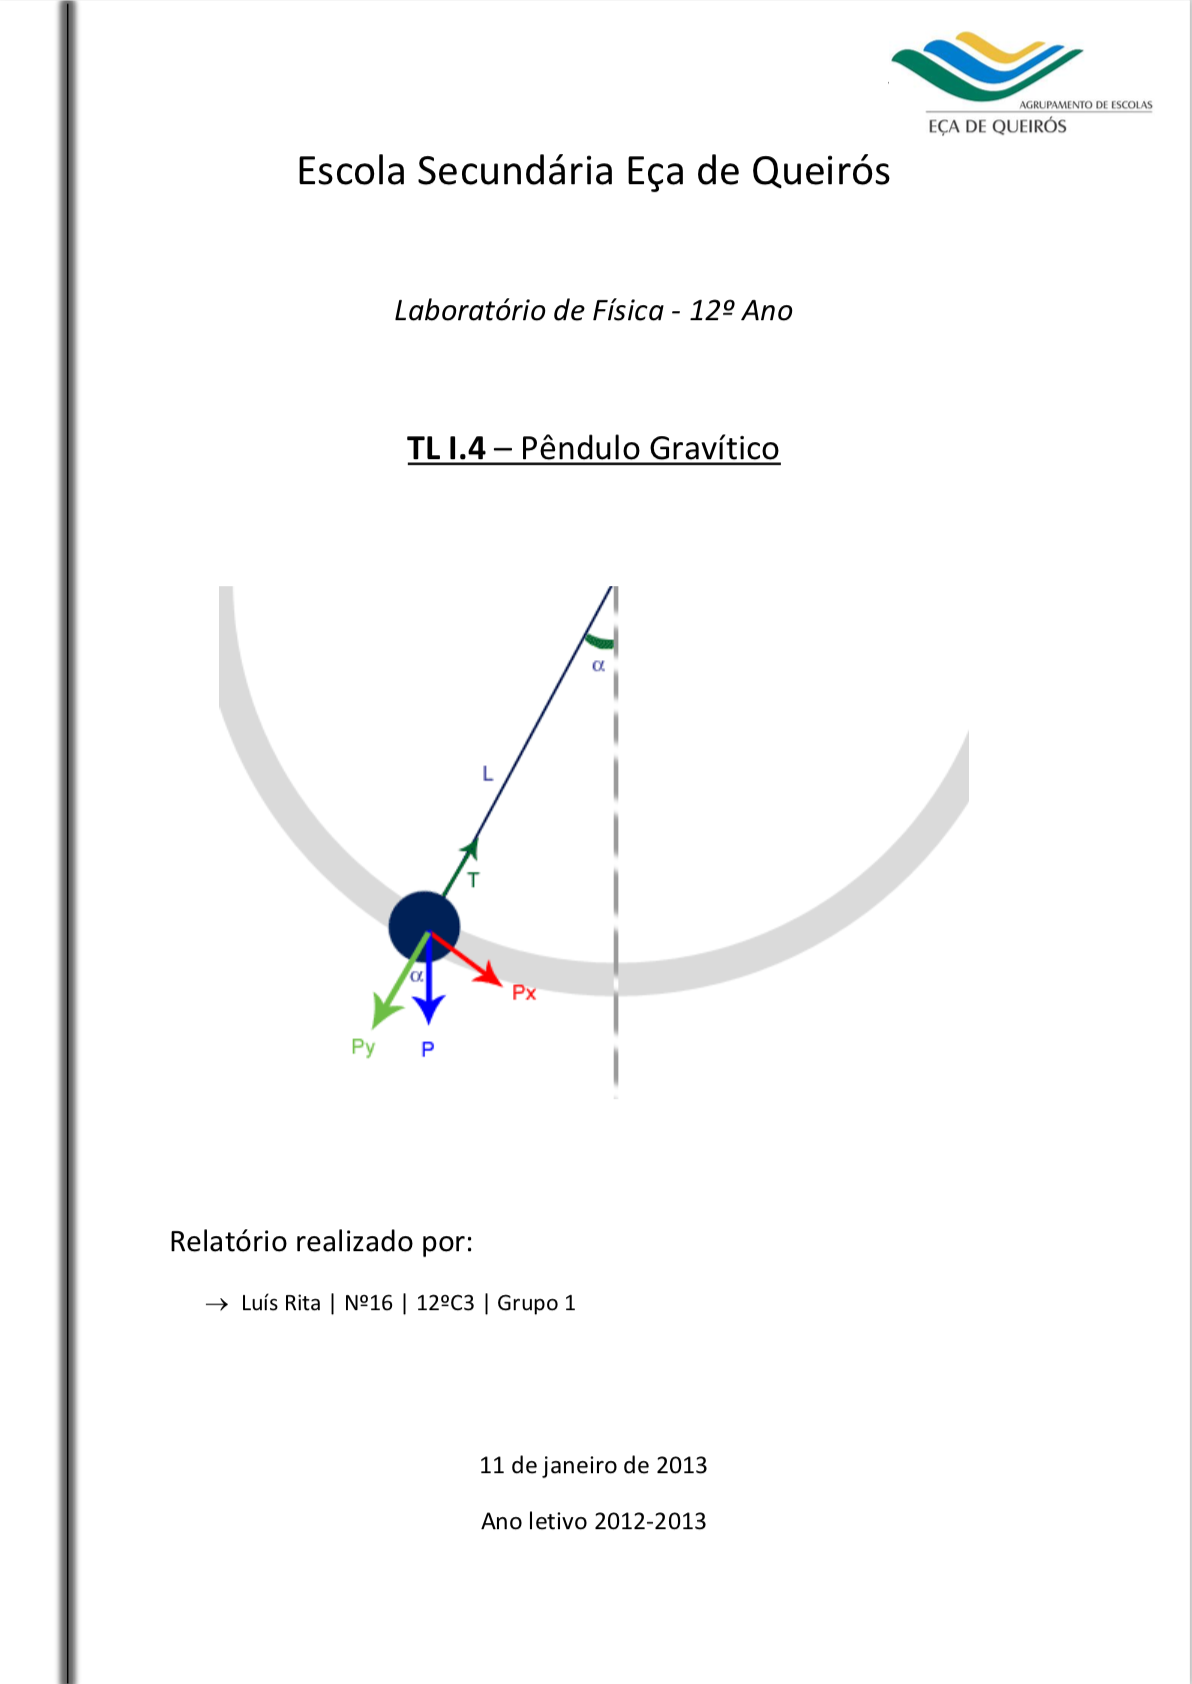 AGRUPAMENTO DE ESCOLAS
EÇA DE QUEIRÓS
Escola Secundária Eça de Queirós
Laboratório de Física - 12º Ano
TL I.4 – Pêndulo Gravítico
α
L
T
α
Px
Py
P
Relatório realizado por:
→ Luís Rita | Nº16 | 12ºC3 | Grupo 1
11 de janeiro de 2013
Ano letivo 2012-2013